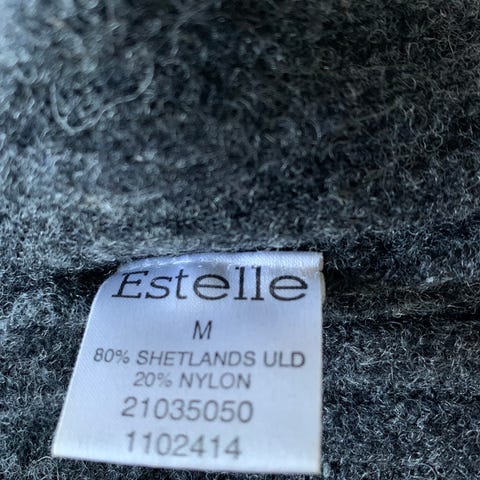 Estelle
M
80% SHETLANDS ULD
20% NYLON
21035050
1102414